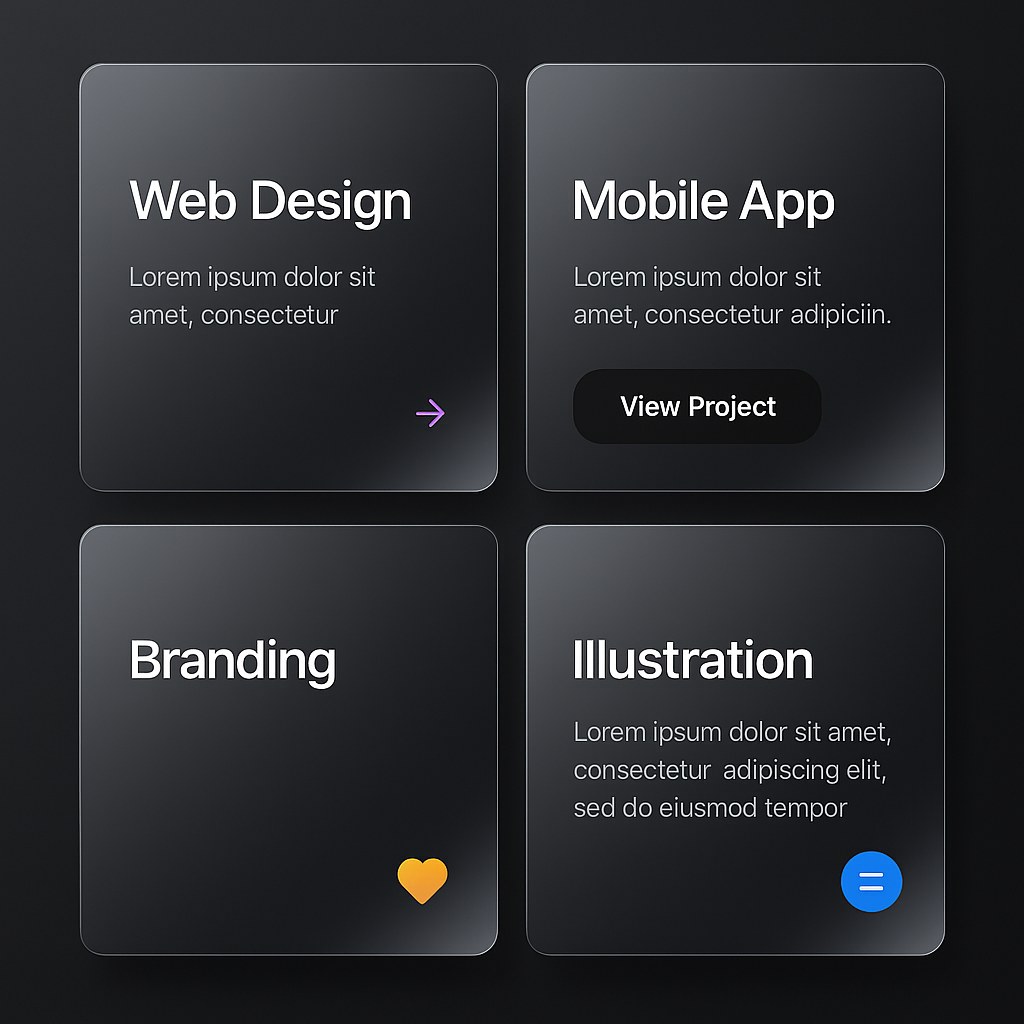 Web Design
Lorem ipsum dolor sit
amet, consectetur
Mobile App
Lorem ipsum dolor sit
amet, consectetur adipiciin.
View Project
Branding
Illustration
Lorem ipsum dolor sit amet,
consectetur adipiscing elit,
sed do eiusmod tempor